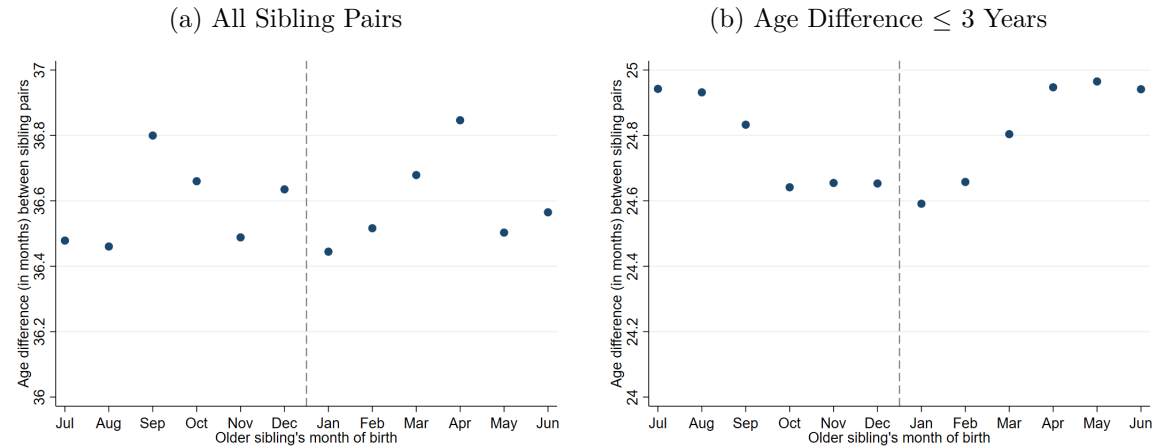 (a) All Sibling Pairs
Age difference (in months) between sibling pairs
37
36.8
36.6
36.4
36.2
36
Jul Aug Sep Oct Nov Dec Jan Feb Mar Apr May Jun
Older sibling's month of birth
(b) Age Difference ≤ 3 Years
Age difference (in months) between sibling pairs
25
24.8
24.6
24.4
24.2
24
Jul Aug Sep Oct Nov Dec Jan Feb Mar Apr May Jun
Older sibling's month of birth